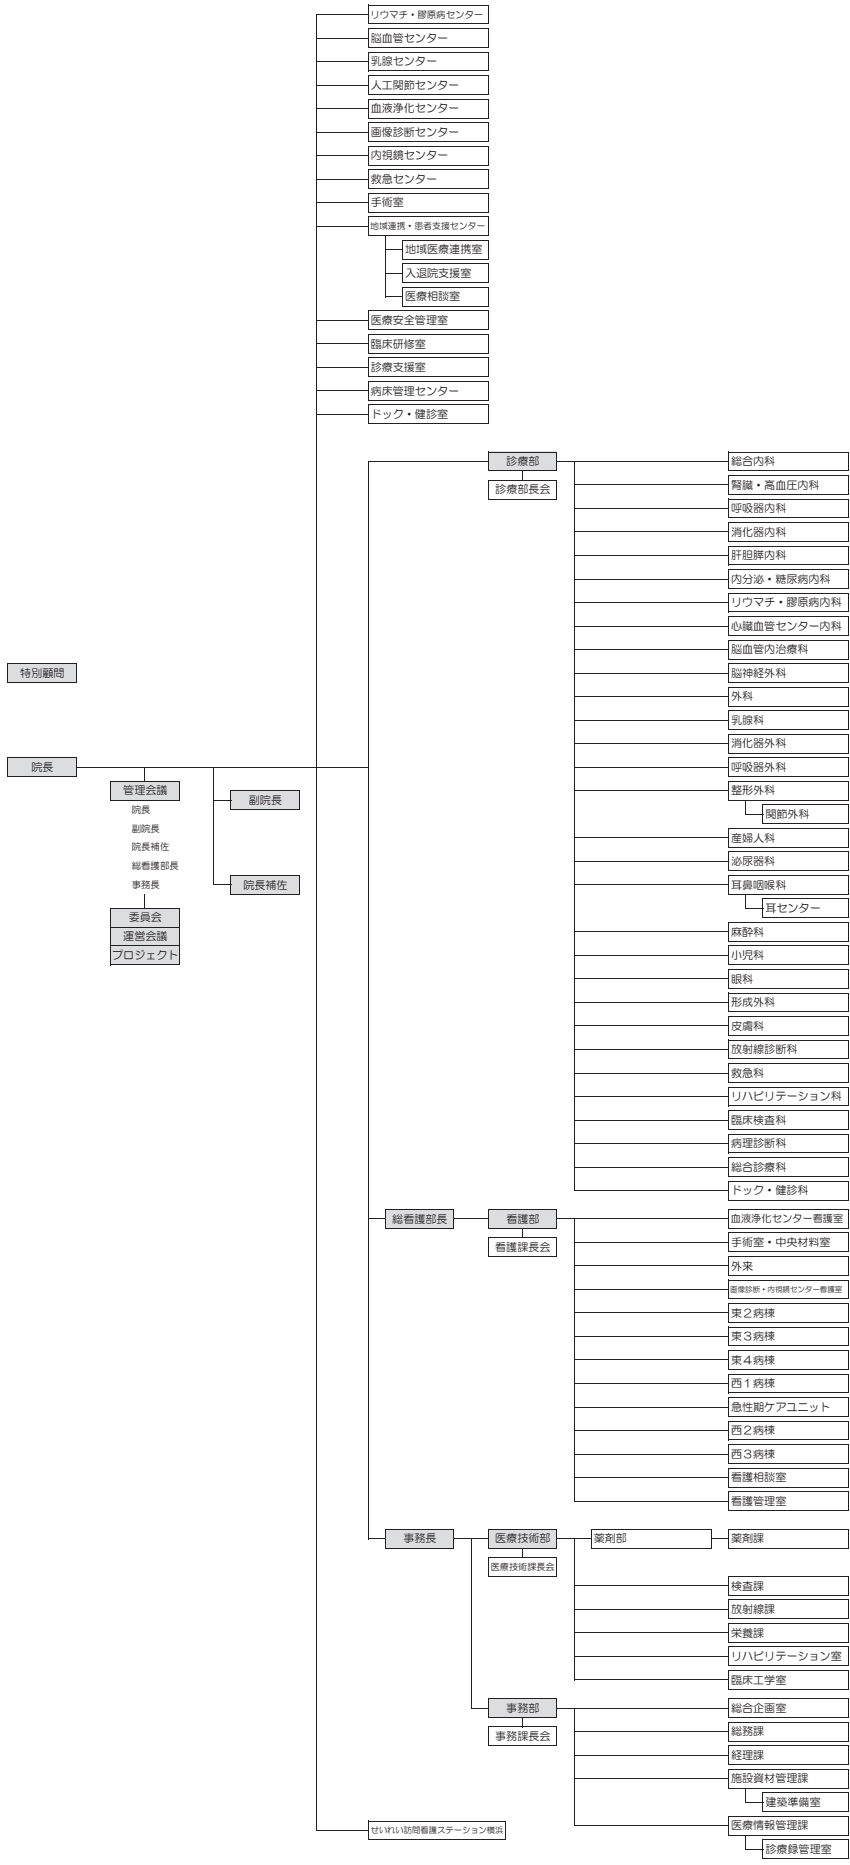 リウマチ・膠原病センター
脳血管センター
乳腺センター
人工関節センター
血液浄化センター
画像診断センター
内視鏡センター
救急センター
手術室
地域連携・患者支援センター
地域医療連携室
入退院支援室
医療相談室
医療安全管理室
臨床研修室
診療支援室
病床管理センター
ドック・健診室
診療部
診療部長会
総合内科
腎臓・高血圧内科
呼吸器内科
消化器内科
肝胆膵内科
内分泌・糖尿病内科
リウマチ・膠原病内科
心臓血管センター内科
脳血管内治療科
脳神経外科
外科
乳腺科
消化器外科
呼吸器外科
整形外科
関節外科
産婦人科
泌尿器科
耳鼻咽喉科
耳センター
麻酔科
小児科
眼科
形成外科
皮膚科
放射線診断科
救急科
リハビリテーション科
臨床検査科
病理診断科
総合診療科
ドック・健診科
特別顧問
院長
管理会議
院長
副院長
院長補佐
総看護部長
事務長
委員会
運営会議
プロジェクト
副院長
院長補佐
総看護部長
看護部
看護課長会
血液浄化センター看護室
手術室・中央材料室
外来
画像診断・内視鏡センター看護室
東２病棟
東３病棟
東４病棟
西１病棟
急性期ケアユニット
西２病棟
西３病棟
看護相談室
看護管理室
事務長
医療技術部
医療技術課長会
薬剤部
薬剤課
検査課
放射線課
栄養課
リハビリテーション室
臨床工学室
事務部
事務課長会
総合企画室
総務課
経理課
施設資材管理課
建築準備室
医療情報管理課
診療録管理室
せいれい訪問看護ステーション横浜